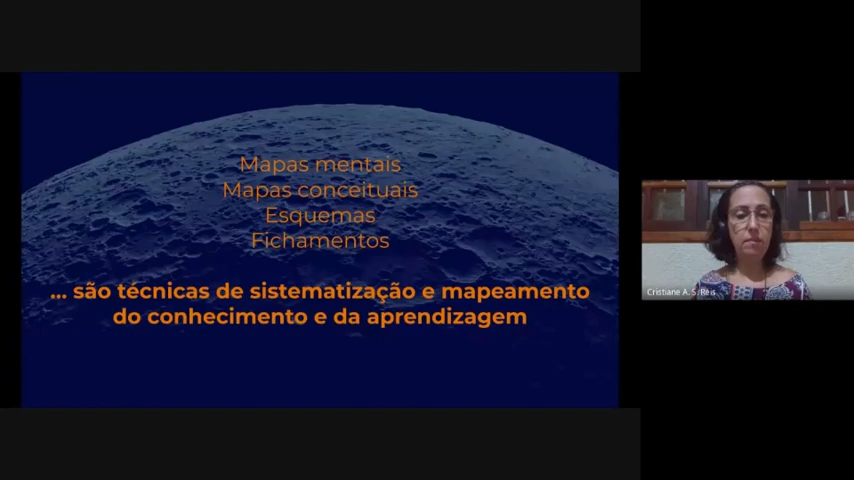 Mapas mentais
Mapas conceituais
Esquemas
Fichamentos
... são técnicas de sistematização e mapeamento
do conhecimento e da aprendizagem
Cristiane A. S. Reis